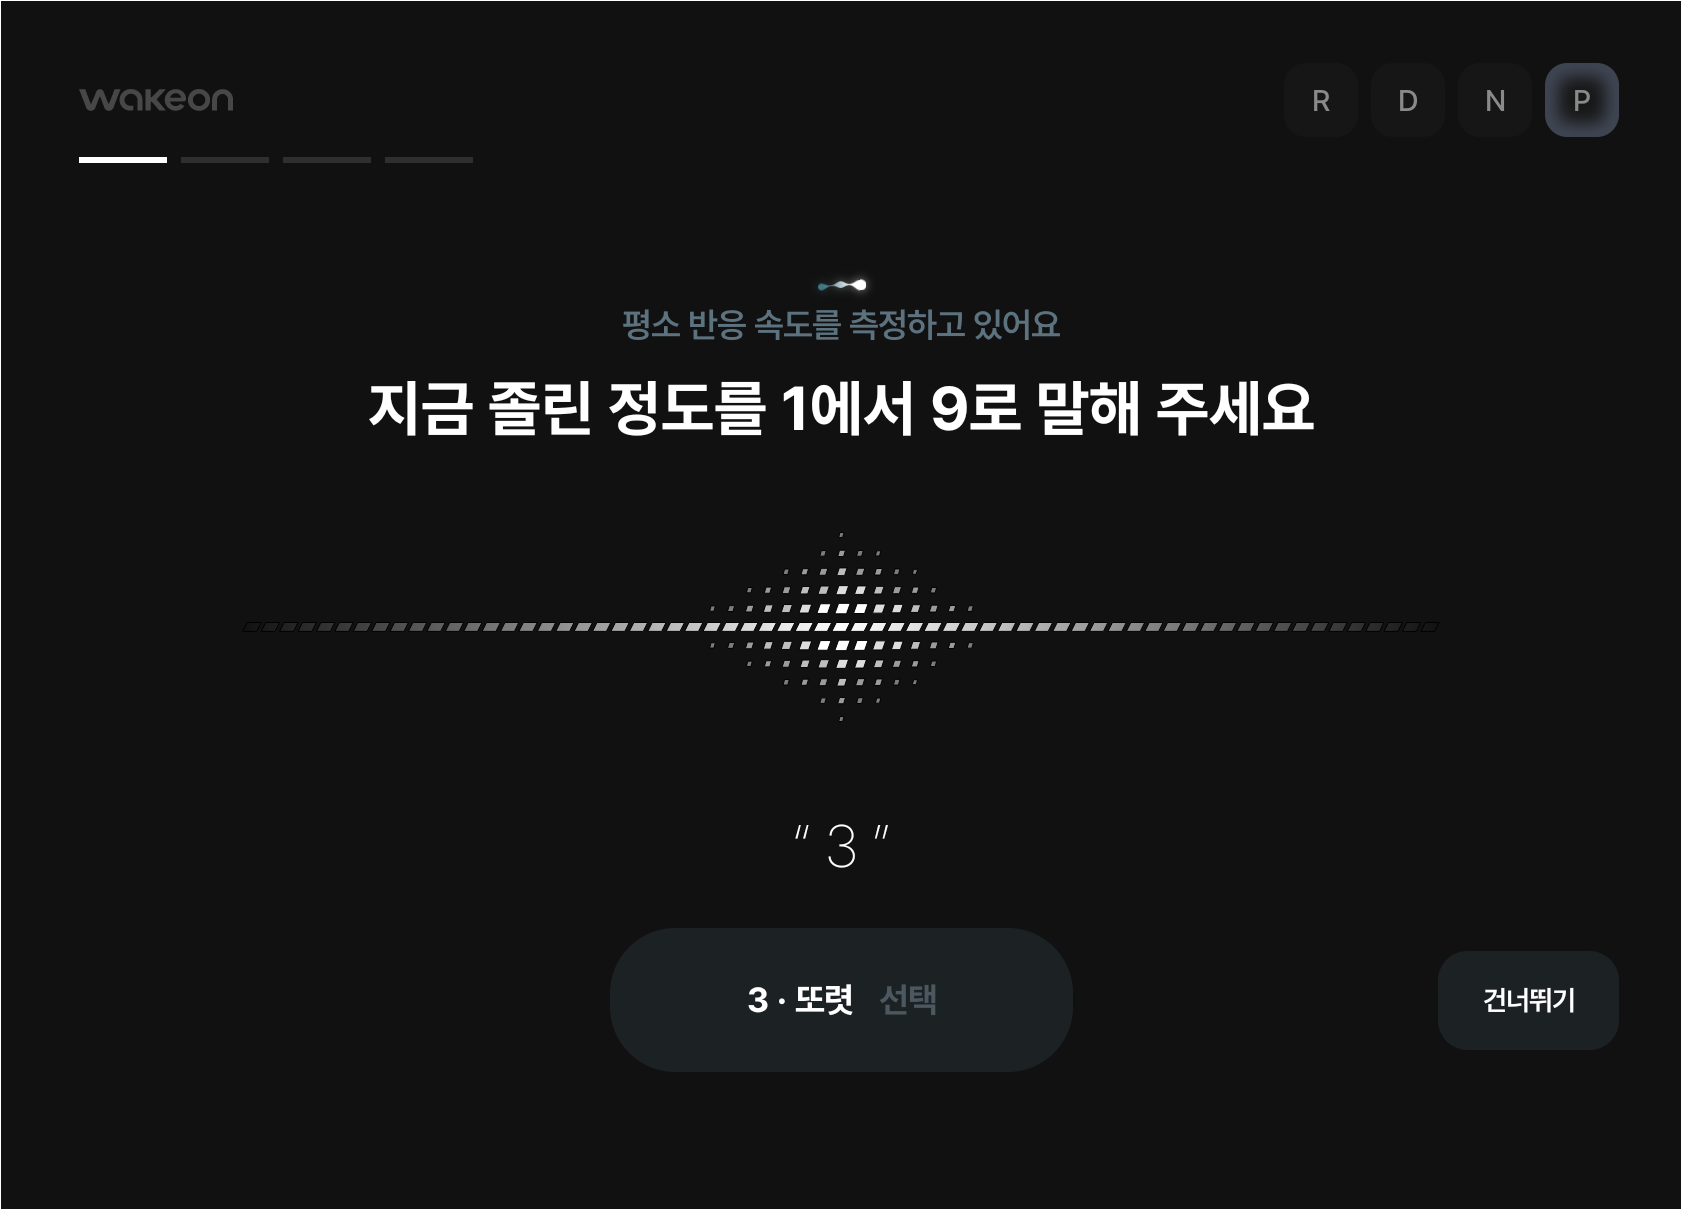 wakeon
R D N P
평소 반응 속도를 측정하고 있어요
지금 졸린 정도를 1에서 9로 말해 주세요
" 3 "
3 · 또렷 선택
건너뛰기